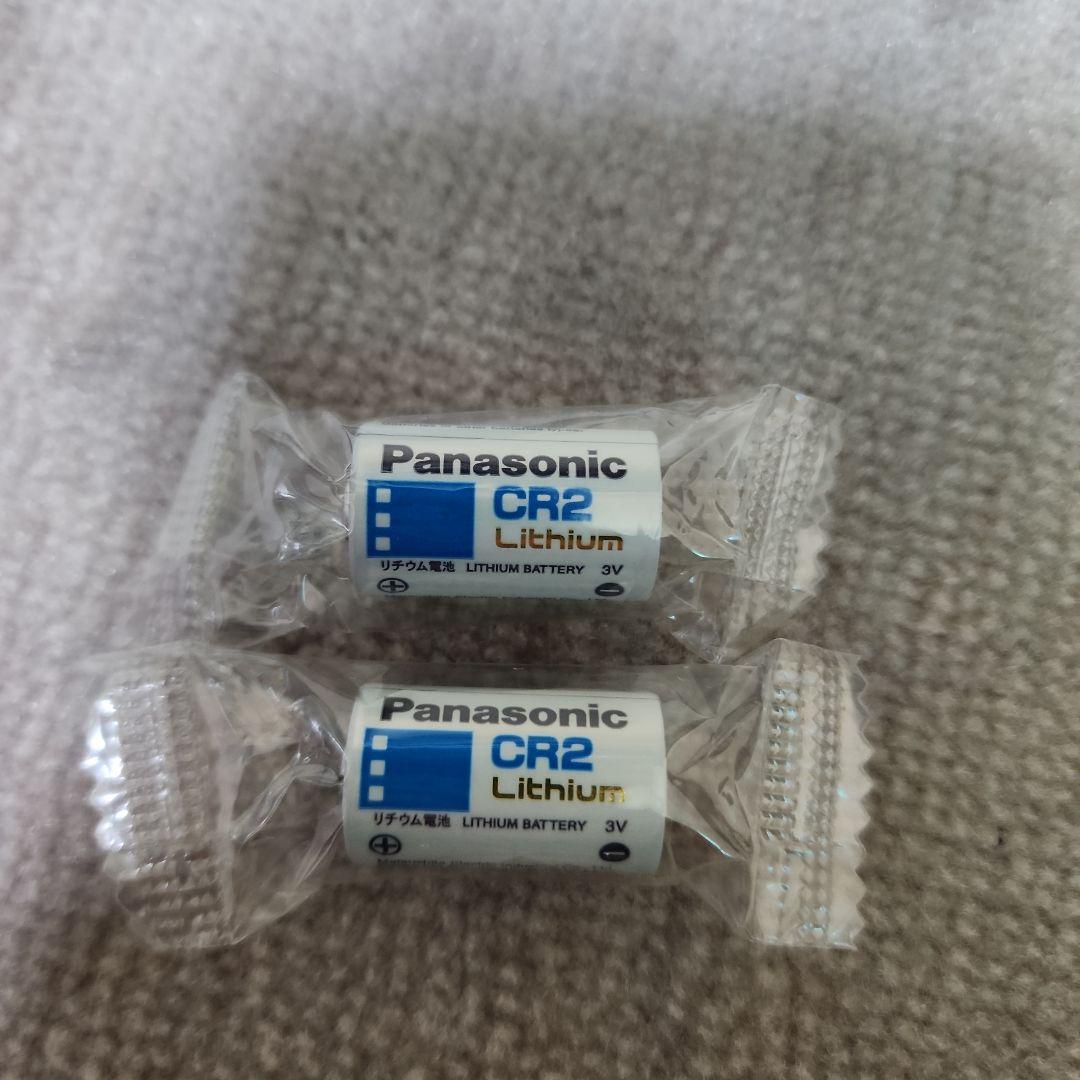 Panasonic
CR2
Lithium
リチウム電池 LITHIUM BATTERY 3V
⊕ ⊖
Panasonic
CR2
Lithium
リチウム電池 LITHIUM BATTERY 3V
⊕ ⊖